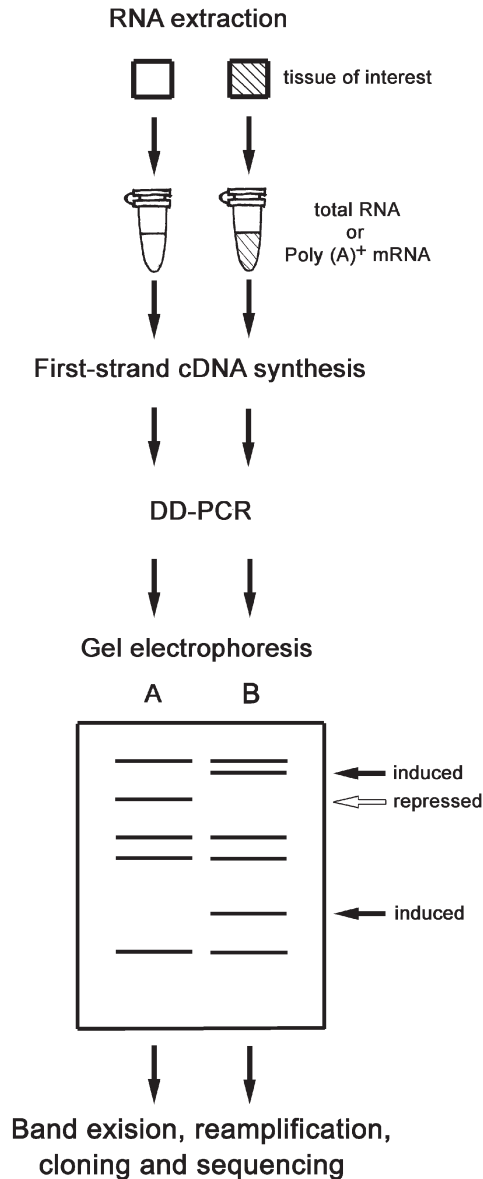 RNA extraction
tissue of interest
total RNA
or
Poly (A)+ mRNA
First-strand cDNA synthesis
DD-PCR
Gel electrophoresis
A B
induced
repressed
induced
Band exision, reamplification,
cloning and sequencing